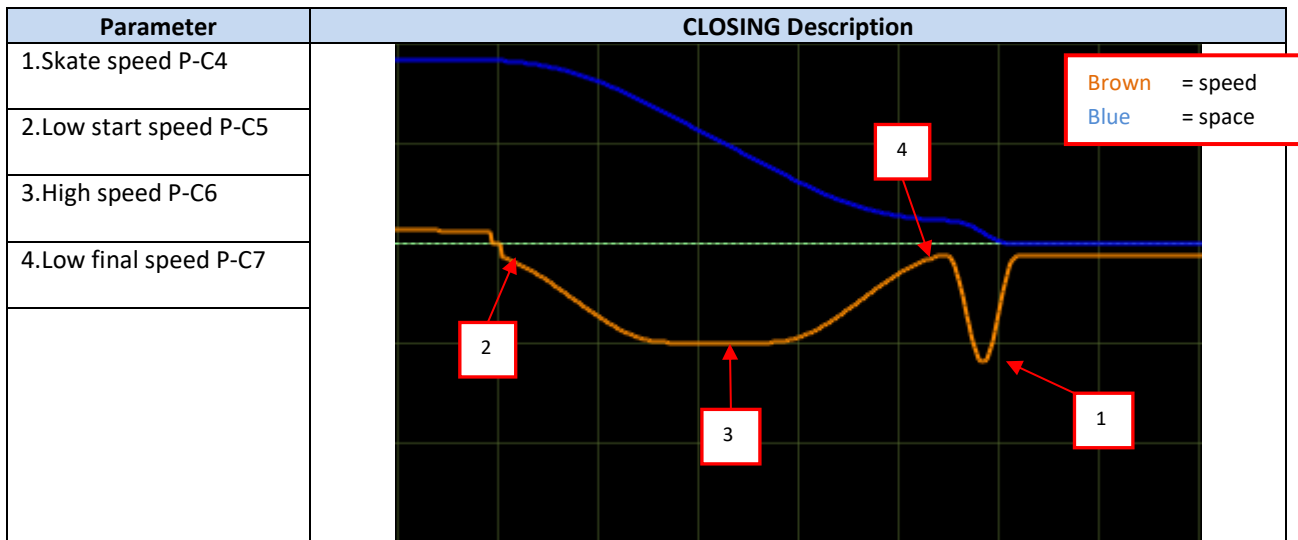 Parameter
CLOSING Description
1.Skate speed P-C4
2.Low start speed P-C5
3.High speed P-C6
4.Low final speed P-C7
Brown = speed
Blue = space
4
2
3
1